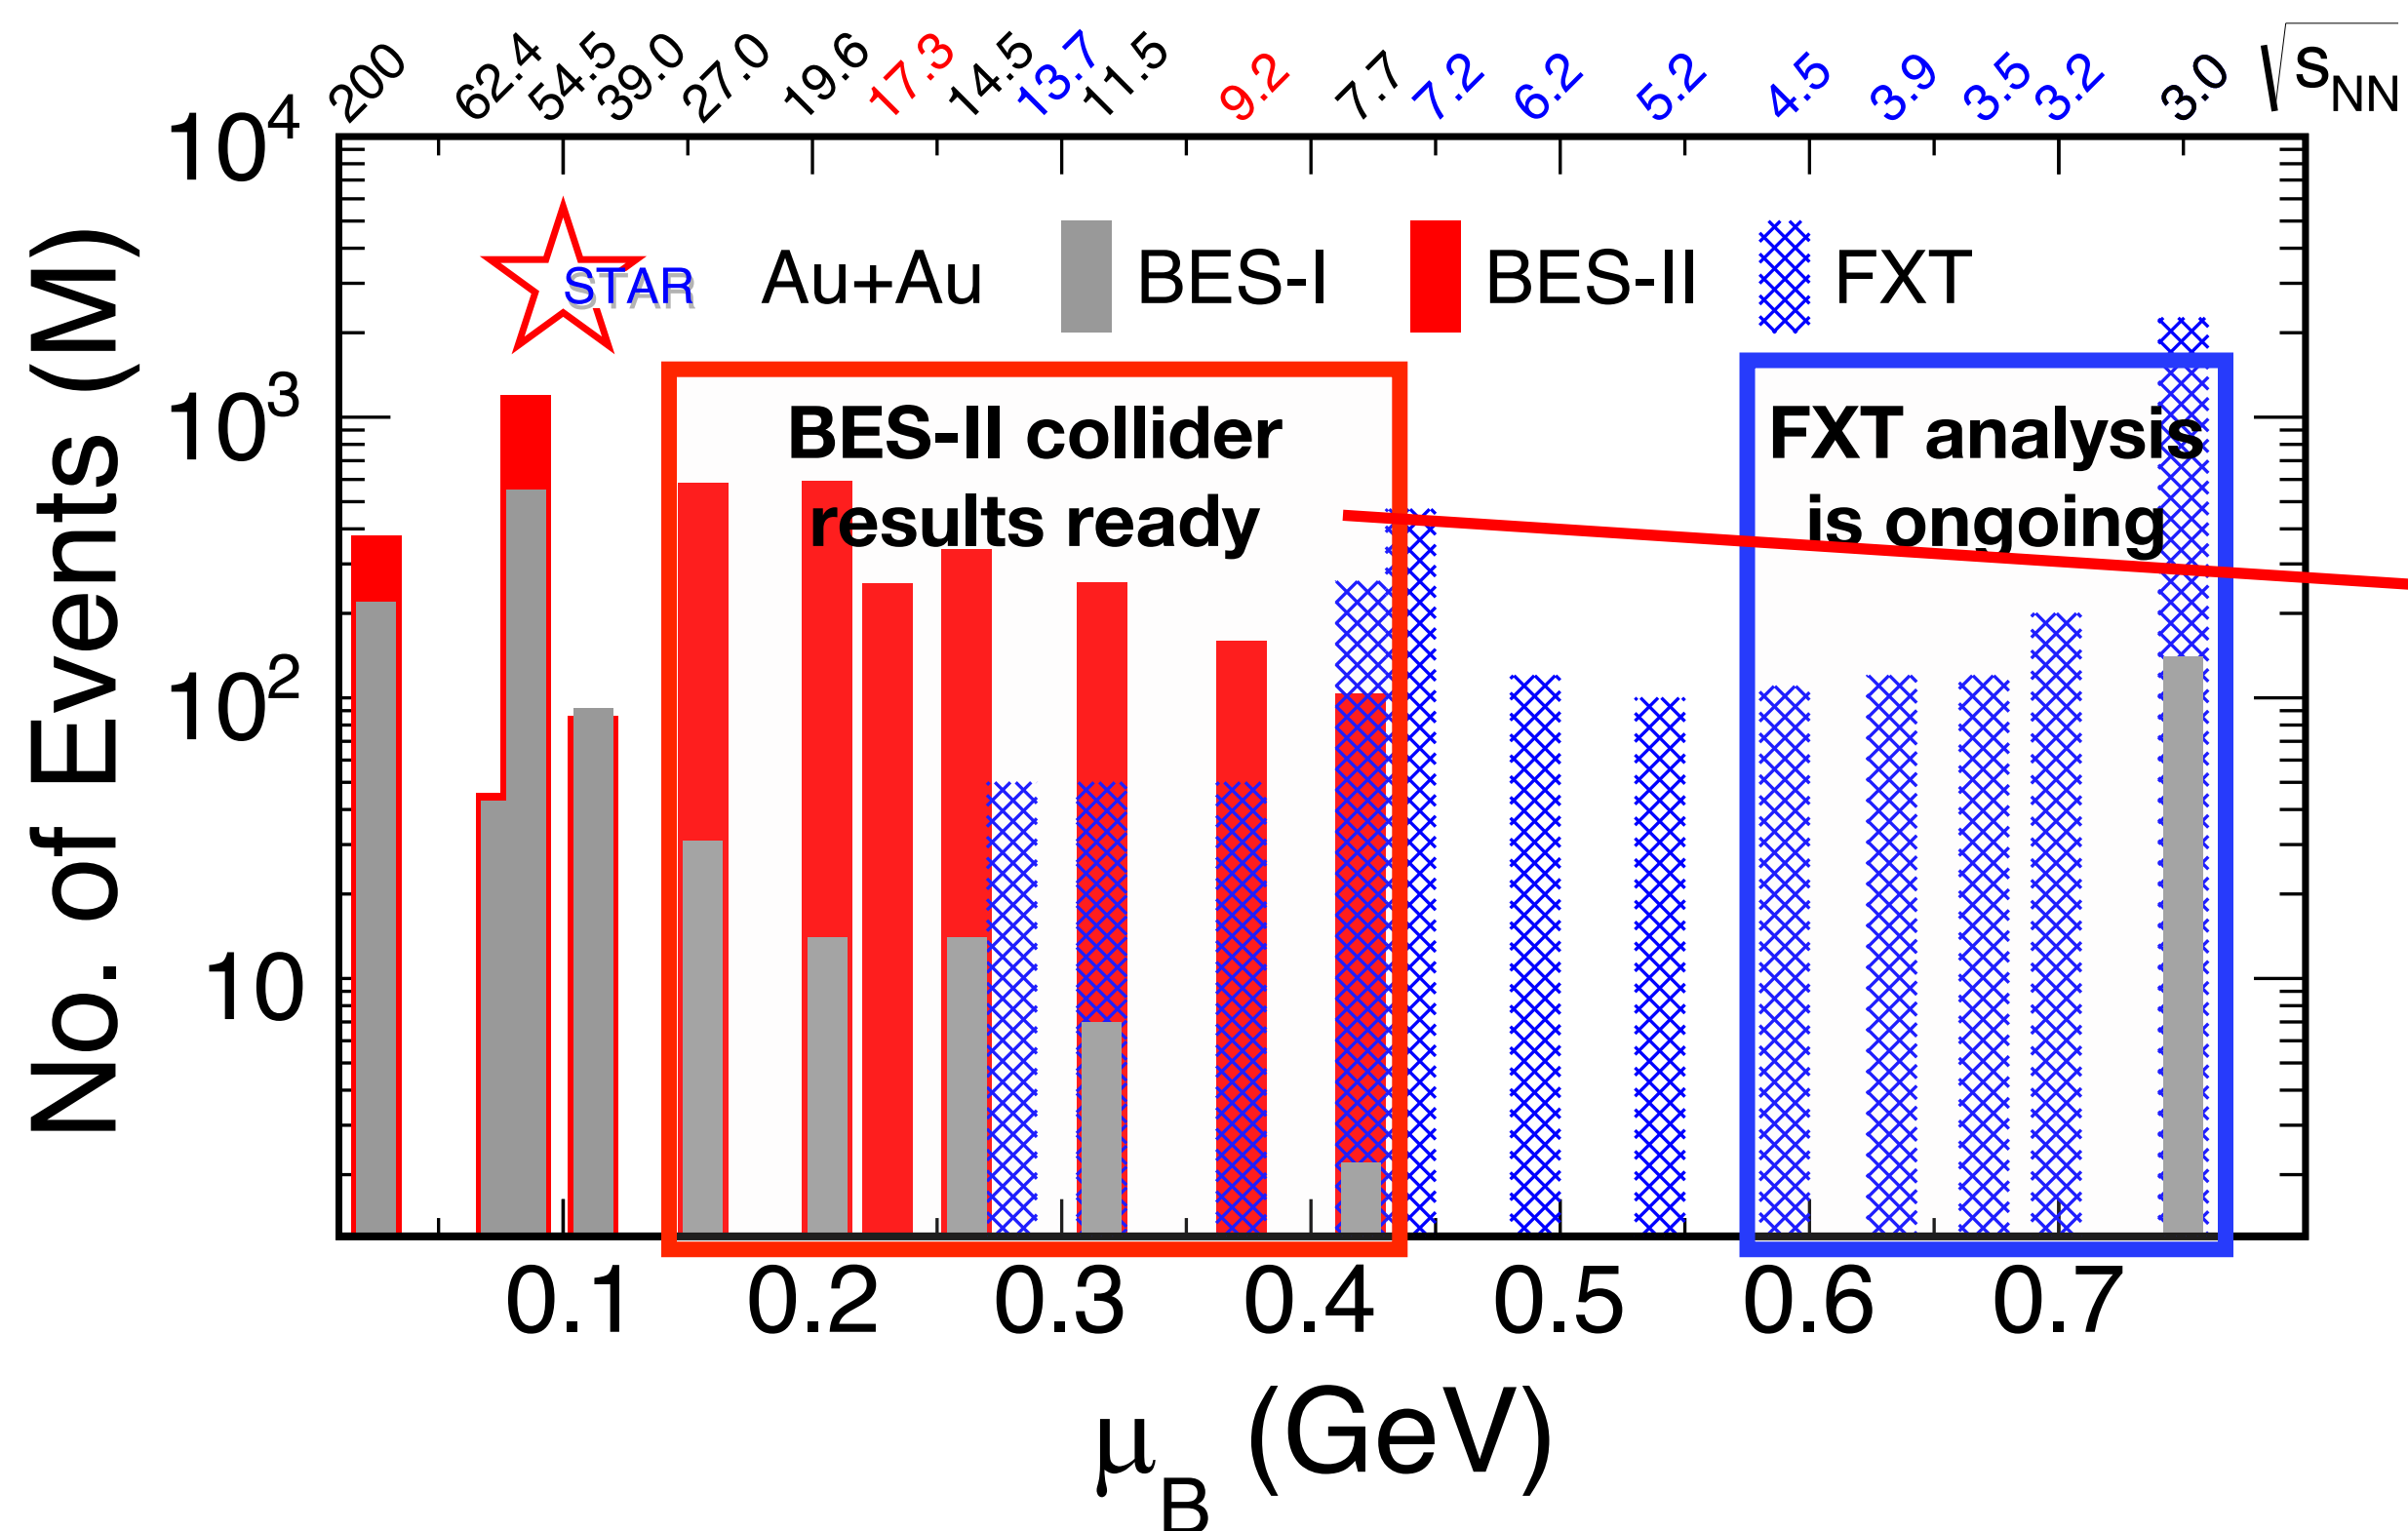 200 62.4 54.5 39.0 27.0 19.6 17.3 14.5 13.7 11.5 9.2 7.7 7.2 6.2 5.2 4.5 3.9 3.5 3.2 3.0 √sNN
10⁴
STAR Au+Au BES-I BES-II FXT
10³
BES-II collider
results ready
FXT analysis
is ongoing
10²
10
No. of Events (M)
0.1 0.2 0.3 0.4 0.5 0.6 0.7
μB (GeV)